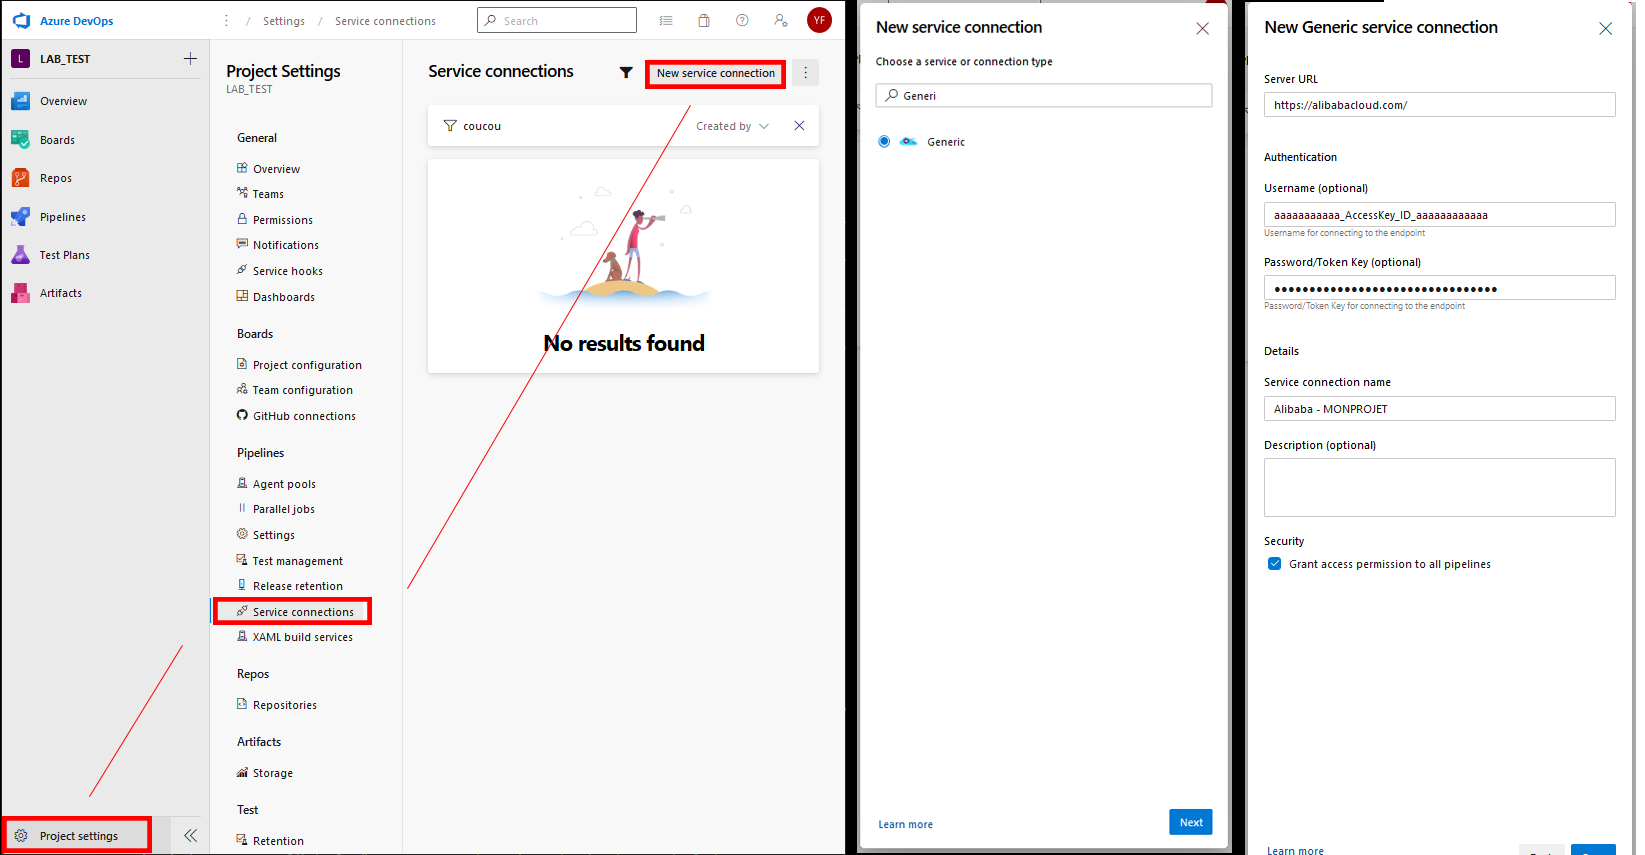 Azure DevOps
⋮ / Settings / Service connections
Search
YF
L LAB_TEST
Overview
Boards
Repos
Pipelines
Test Plans
Artifacts
Project settings
Project Settings
LAB_TEST
General
Overview
Teams
Permissions
Notifications
Service hooks
Dashboards
Boards
Project configuration
Team configuration
GitHub connections
Pipelines
Agent pools
Parallel jobs
Settings
Test management
Release retention
Service connections
XAML build services
Repos
Repositories
Artifacts
Storage
Test
Retention
Service connections
New service connection
coucou
Created by
No results found
New service connection
Choose a service or connection type
Generi
Generic
Learn more
Next
New Generic service connection
Server URL
https://alibabacloud.com/
Authentication
Username (optional)
aaaaaaaaaaa_AccessKey_ID_aaaaaaaaaaaa
Username for connecting to the endpoint
Password/Token Key (optional)
Password/Token Key for connecting to the endpoint
Details
Service connection name
Alibaba - MONPROJET
Description (optional)
Security
Grant access permission to all pipelines
Learn more